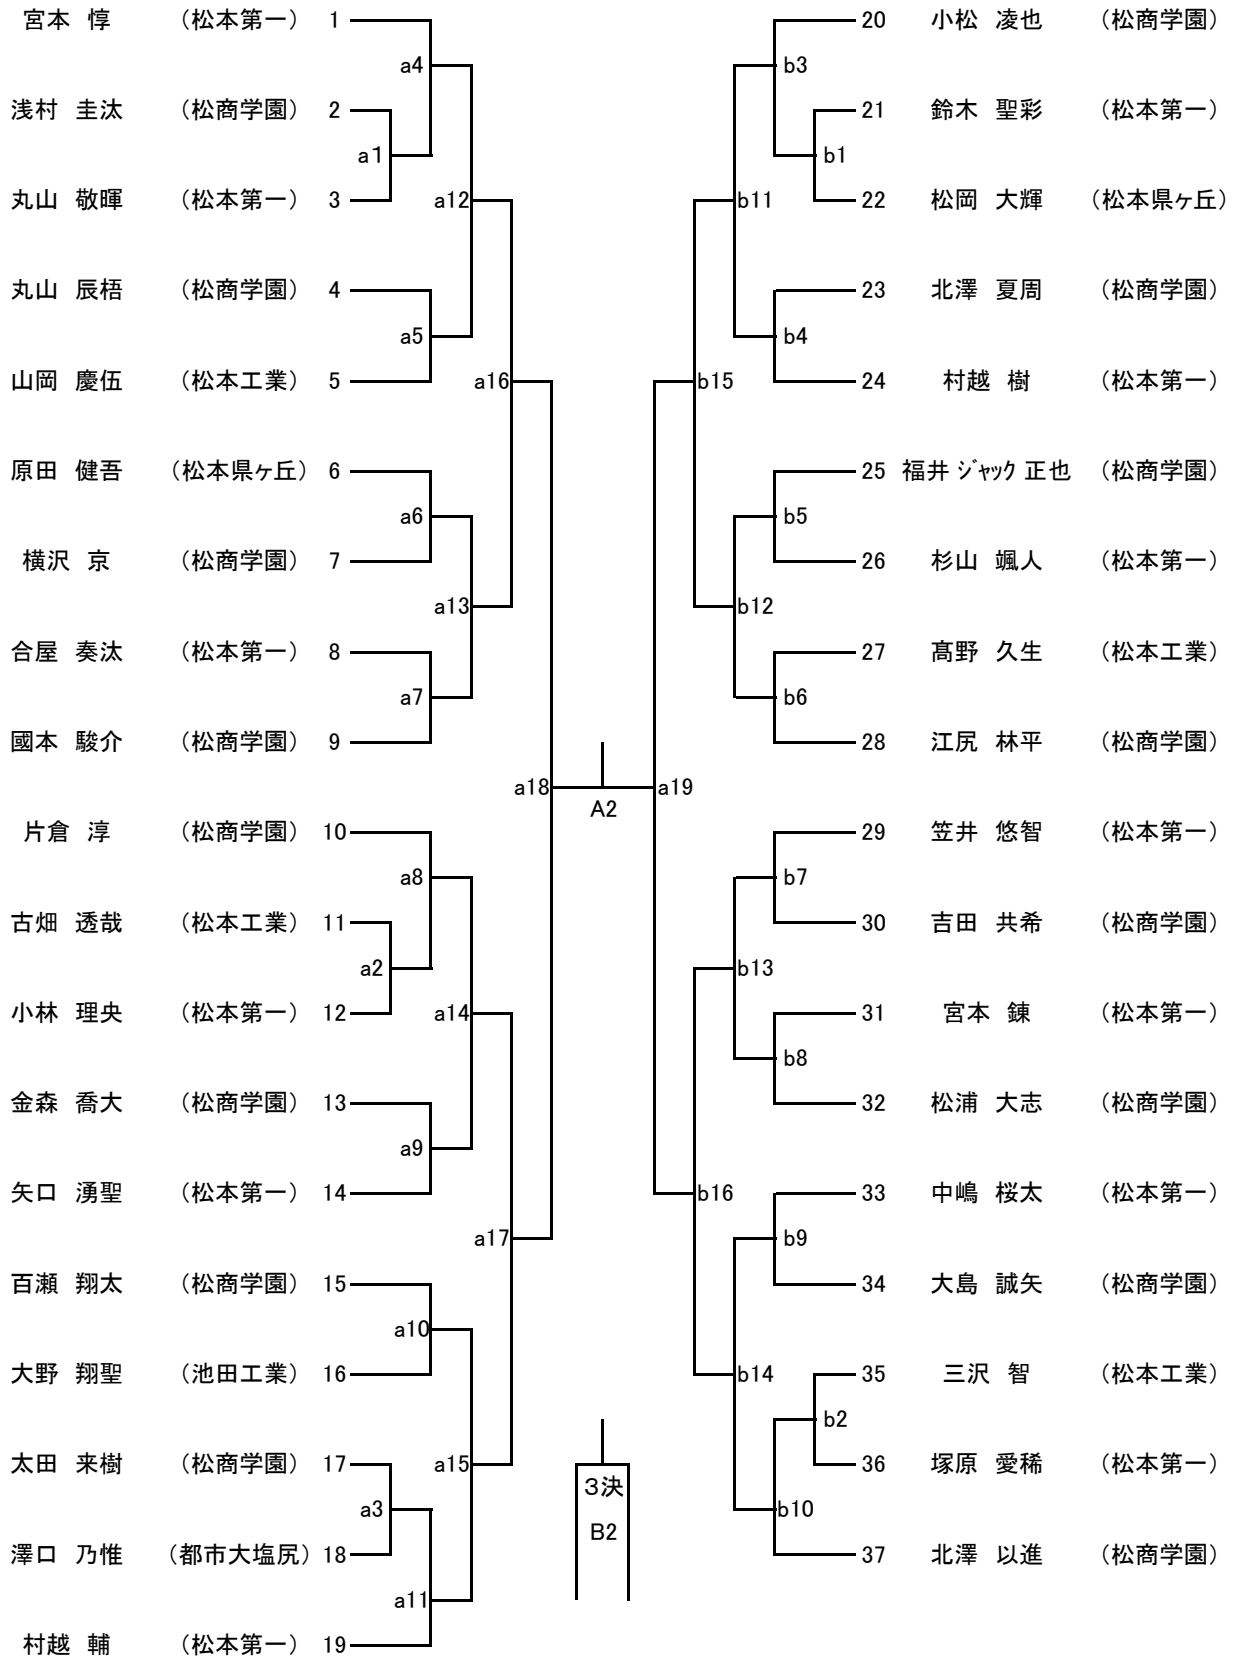 宮本 惇 （松本第一） 1
a4
浅村 圭汰 （松商学園） 2
a1
丸山 敬暉 （松本第一） 3
a12
丸山 辰梧 （松商学園） 4
a5
山岡 慶伍 （松本工業） 5
a16
原田 健吾 （松本県ヶ丘） 6
a6
横沢 京 （松商学園） 7
a13
合屋 奏汰 （松本第一） 8
a7
國本 駿介 （松商学園） 9
a18
片倉 淳 （松商学園） 10
a8
古畑 透哉 （松本工業） 11
a2
小林 理央 （松本第一） 12
a14
金森 喬大 （松商学園） 13
a9
矢口 湧聖 （松本第一） 14
a17
百瀬 翔太 （松商学園） 15
a10
大野 翔聖 （池田工業） 16
太田 来樹 （松商学園） 17
a15
a3
澤口 乃惟 （都市大塩尻） 18
a11
村越 輔 （松本第一） 19
A2
３決
B2
20 小松 凌也 （松商学園）
b3
21 鈴木 聖彩 （松本第一）
b1
22 松岡 大輝 （松本県ヶ丘）
b11
23 北澤 夏周 （松商学園）
b4
24 村越 樹 （松本第一）
b15
25 福井 ジャック 正也 （松商学園）
b5
26 杉山 颯人 （松本第一）
b12
27 髙野 久生 （松本工業）
b6
28 江尻 林平 （松商学園）
a19
29 笠井 悠智 （松本第一）
b7
30 吉田 共希 （松商学園）
b13
31 宮本 錬 （松本第一）
b8
32 松浦 大志 （松商学園）
33 中嶋 桜太 （松本第一）
b16
b9
34 大島 誠矢 （松商学園）
35 三沢 智 （松本工業）
b14
b2
36 塚原 愛稀 （松本第一）
b10
37 北澤 以進 （松商学園）